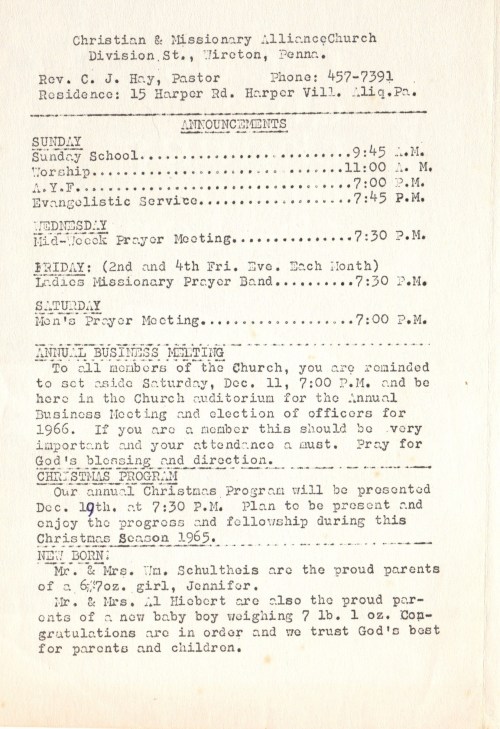 Christian & Missionary AllianceChurch
Division St., Wireton, Penna.
Rev. C. J. Hay, Pastor Phone: 457-7391
Residence: 15 Harper Rd. Harper Vill. Aliq.Pa.
ANNOUNCEMENTS
SUNDAY
Sunday School..........................9:45 A.M.
Worship...............................11:00 A. M.
A.Y.F..................................7:00 P.M.
Evangelistic Service...................7:45 P.M.
WEDNESDAY
Mid-Week Prayer Meeting...............7:30 P.M.
FRIDAY: (2nd and 4th Fri. Eve. Each Month)
Ladies Missionary Prayer Band..........7:30 P.M.
SATURDAY
Men's Prayer Meeting...................7:00 P.M.
ANNUAL BUSINESS MEETING
To all members of the Church, you are reminded
to set aside Saturday, Dec. 11, 7:00 P.M. and be
here in the Church auditorium for the Annual
Business Meeting and election of officers for
1966. If you are a member this should be very
important and your attendance a must. Pray for
God's blessing and direction.
CHRISTMAS PROGRAM
Our annual Christmas Program will be presented
Dec. 19th. at 7:30 P.M. Plan to be present and
enjoy the progress and fellowship during this
Christmas Season 1965.
NEW BORN:
Mr. & Mrs. Wm. Schultheis are the proud parents
of a 6#7oz. girl, Jennifer.
Mr. & Mrs. Al Hiebert are also the proud par-
ents of a new baby boy weighing 7 lb. 1 oz. Con-
gratulations are in order and we trust God's best
for parents and children.